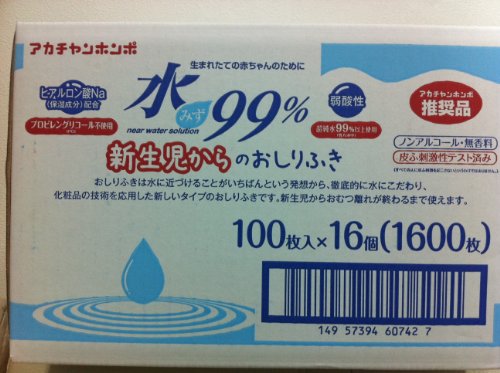 アカチャンホンポ
生まれたての赤ちゃんのために
ヒアルロン酸Na
(保湿成分)配合
プロピレングリコール不使用
水 みず 99%
near water solution
弱酸性
超純水99%以上使用
アカチャンホンポ
推奨品
ノンアルコール・無香料
皮ふ刺激性テスト済み
新生児からのおしりふき
おしりふきは水に近づけることがいちばんという発想から、徹底的に水にこだわり、
化粧品の技術を応用した新しいタイプのおしりふきです。新生児からおむつ離れが終わるまで使えます。
100枚入×16個(1600枚)
149 57394 60742 7